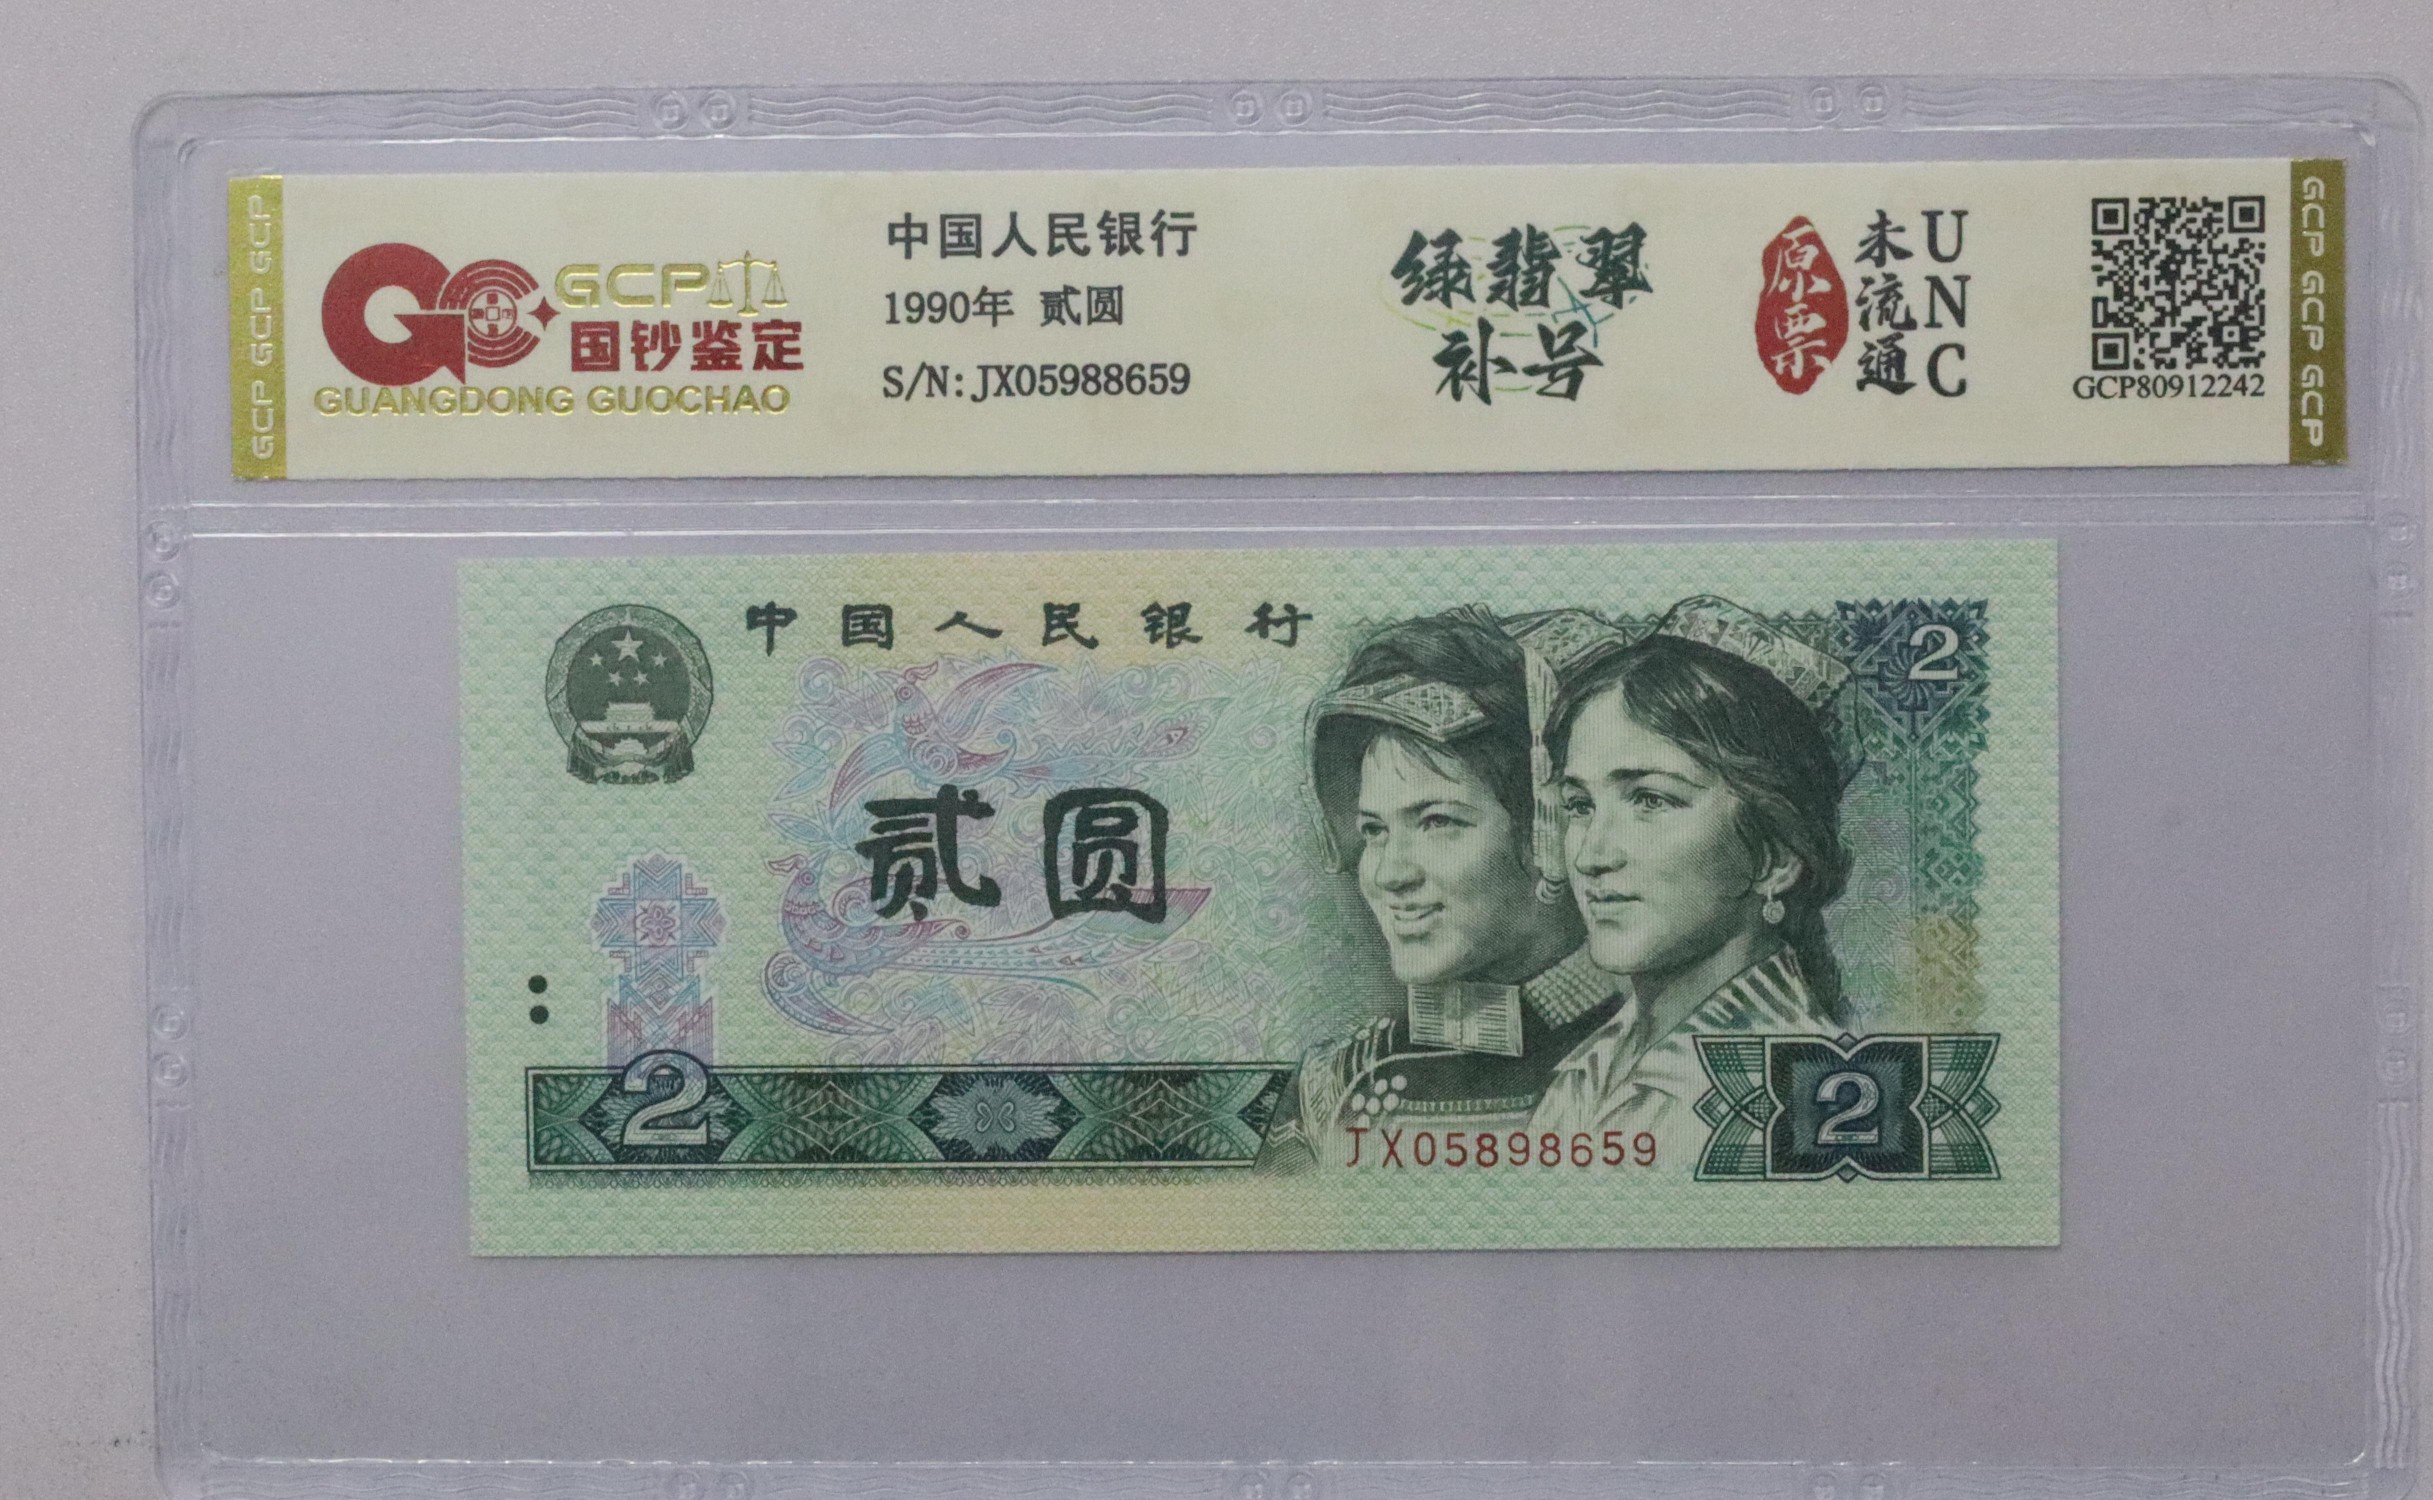 GCP GCP GCP
GCP
国钞鉴定
GUANGDONG GUOCHAO
中国人民银行
1990年 贰圆
S/N: JX05988659
绿翡翠
补号
原票
未流通
UNC
GCP80912242
GCP GCP GCP
中国人民银行
2
贰圆
2
JX05898659
2